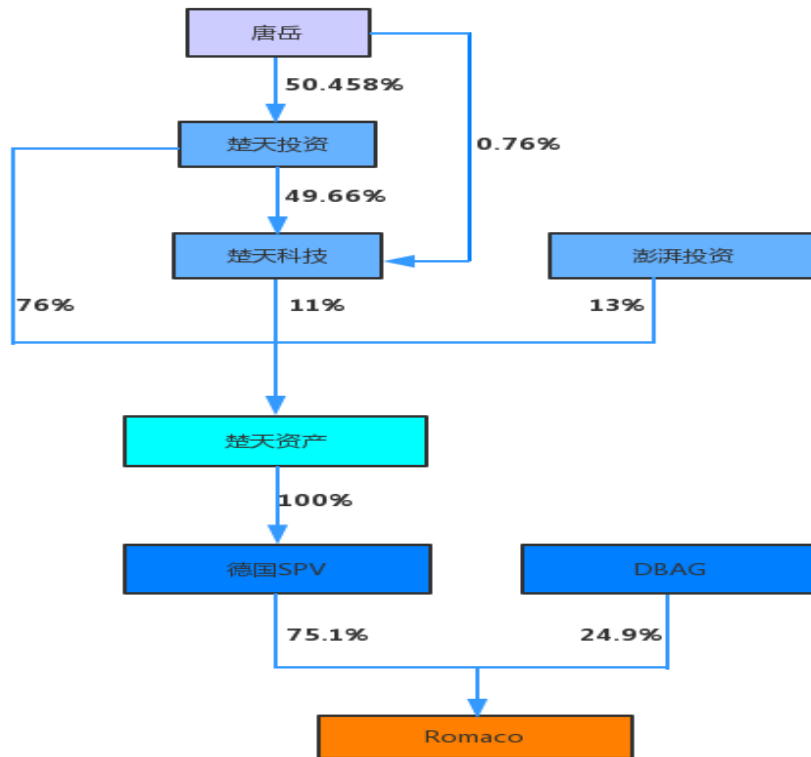 唐岳
50.458%
楚天投资
0.76%
49.66%
楚天科技
澎湃投资
76%
11%
13%
楚天资产
100%
德国SPV
DBAG
75.1%
24.9%
Romaco